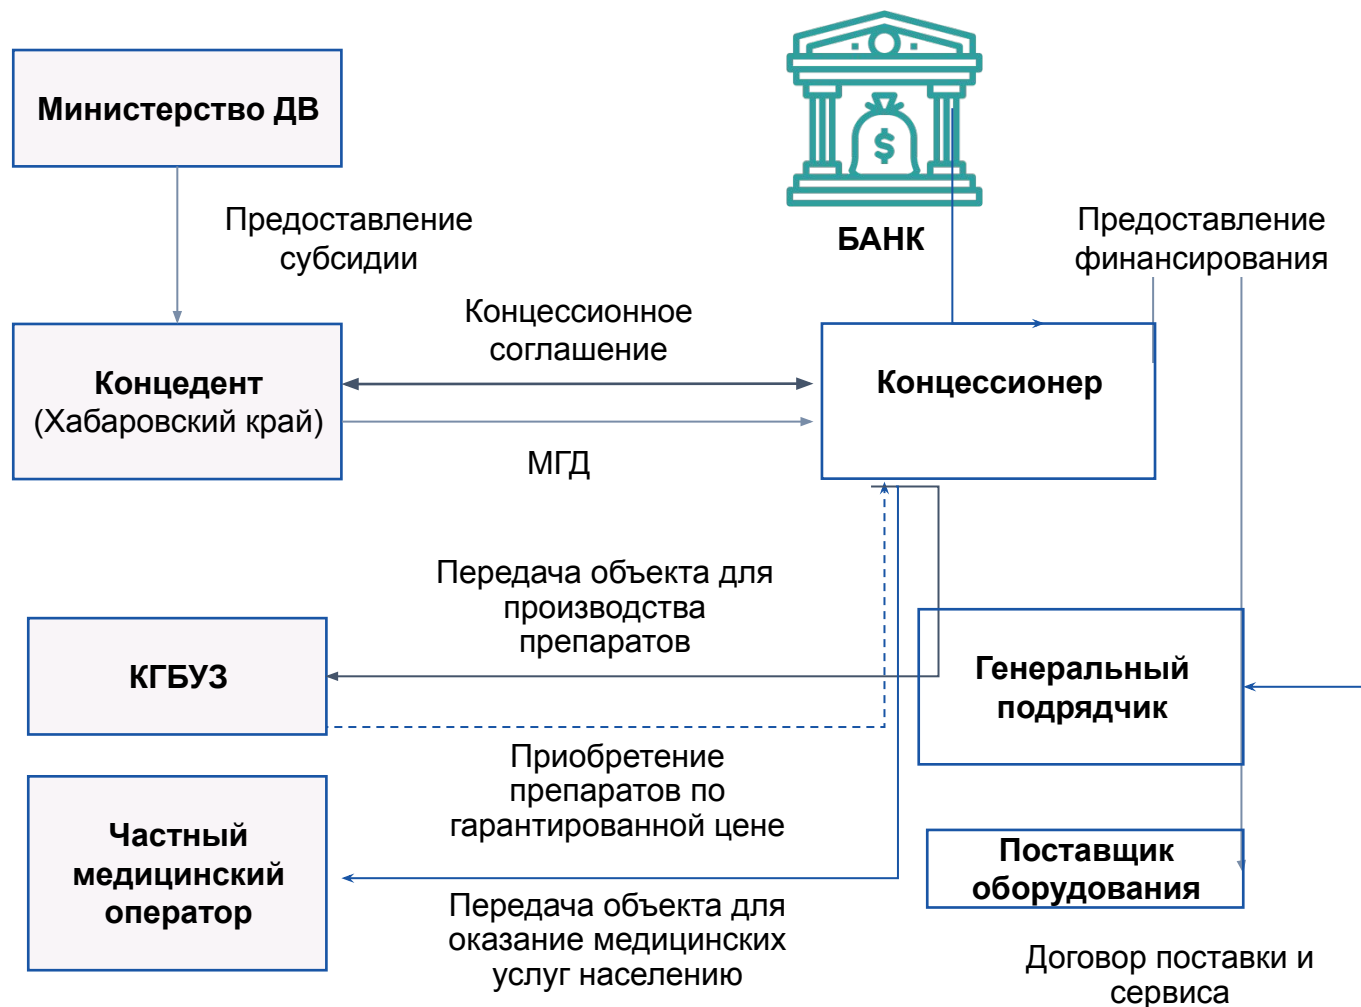 Министерство ДВ
$
БАНК
Предоставление
субсидии
Предоставление
финансирования
Концессионное
соглашение
Концедент
(Хабаровский край)
Концессионер
МГД
Передача объекта для
производства
препаратов
КГБУЗ
Генеральный
подрядчик
Приобретение
препаратов по
гарантированной цене
Частный
медицинский
оператор
Поставщик
оборудования
Передача объекта для
оказание медицинских
услуг населению
Договор поставки и
сервиса